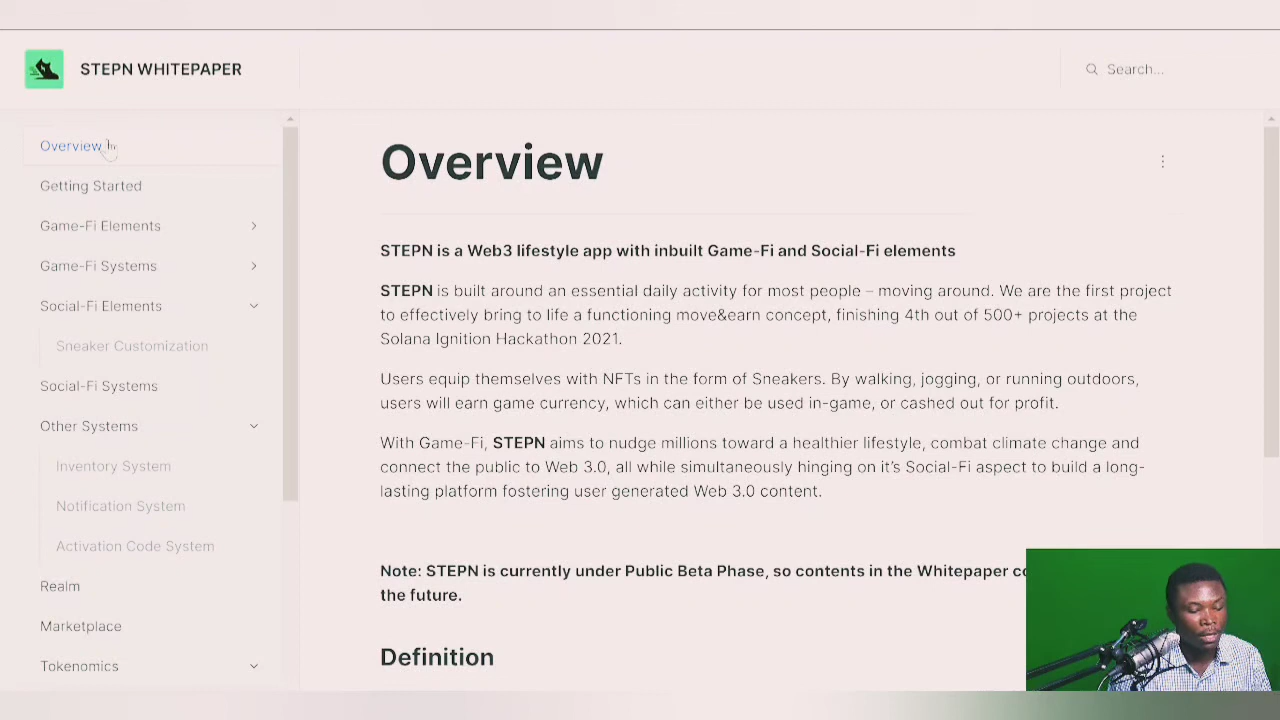 STEPN WHITEPAPER
Search...
Overview
Getting Started
Game-Fi Elements
Game-Fi Systems
Social-Fi Elements
Sneaker Customization
Social-Fi Systems
Other Systems
Inventory System
Notification System
Activation Code System
Realm
Marketplace
Tokenomics
Overview
STEPN is a Web3 lifestyle app with inbuilt Game-Fi and Social-Fi elements
STEPN is built around an essential daily activity for most people – moving around. We are the first project
to effectively bring to life a functioning move&earn concept, finishing 4th out of 500+ projects at the
Solana Ignition Hackathon 2021.
Users equip themselves with NFTs in the form of Sneakers. By walking, jogging, or running outdoors,
users will earn game currency, which can either be used in-game, or cashed out for profit.
With Game-Fi, STEPN aims to nudge millions toward a healthier lifestyle, combat climate change and
connect the public to Web 3.0, all while simultaneously hinging on it's Social-Fi aspect to build a long-
lasting platform fostering user generated Web 3.0 content.
Note: STEPN is currently under Public Beta Phase, so contents in the Whitepaper
the future.
Definition